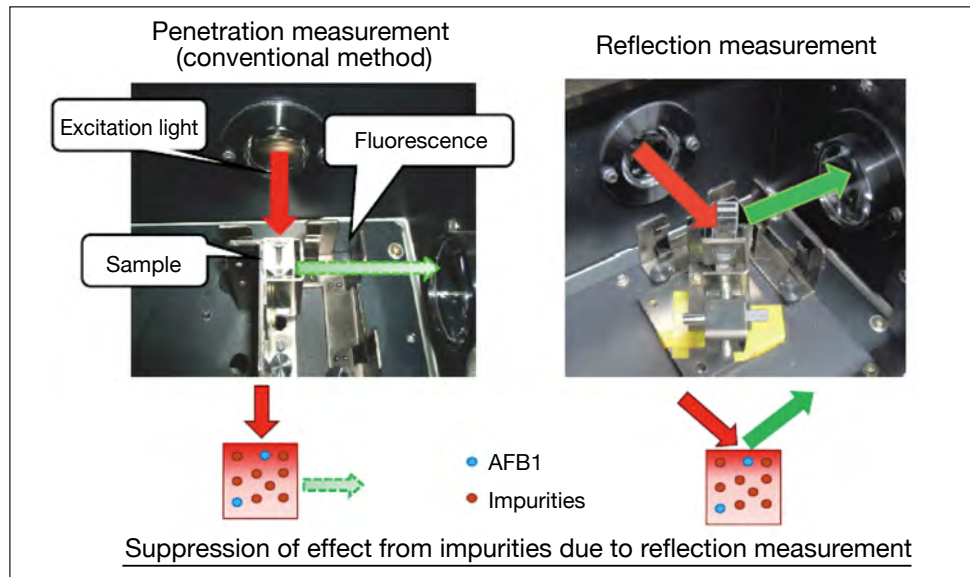 Penetration measurement
(conventional method)
Reflection measurement
Excitation light
Fluorescence
Sample
AFB1
Impurities
Suppression of effect from impurities due to reflection measurement